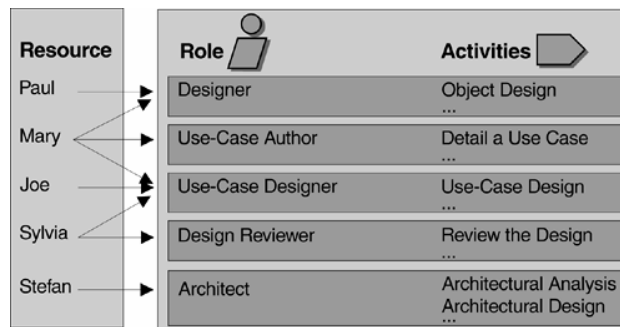 Resource Role Activities
Paul Designer Object Design
...
Mary Use-Case Author Detail a Use Case
...
Joe Use-Case Designer Use-Case Design
...
Sylvia Design Reviewer Review the Design
...
Stefan Architect Architectural Analysis
Architectural Design
...